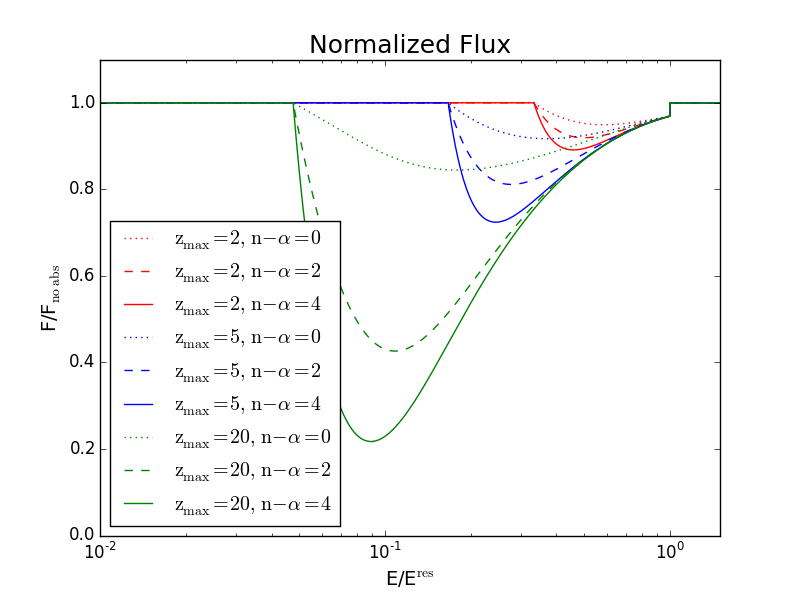 Normalized Flux
F/F_no abs
1.0
0.8
0.6
0.4
0.2
0.0
z_max=2, n−α=0
z_max=2, n−α=2
z_max=2, n−α=4
z_max=5, n−α=0
z_max=5, n−α=2
z_max=5, n−α=4
z_max=20, n−α=0
z_max=20, n−α=2
z_max=20, n−α=4
10^-2 10^-1 10^0
E/E^res